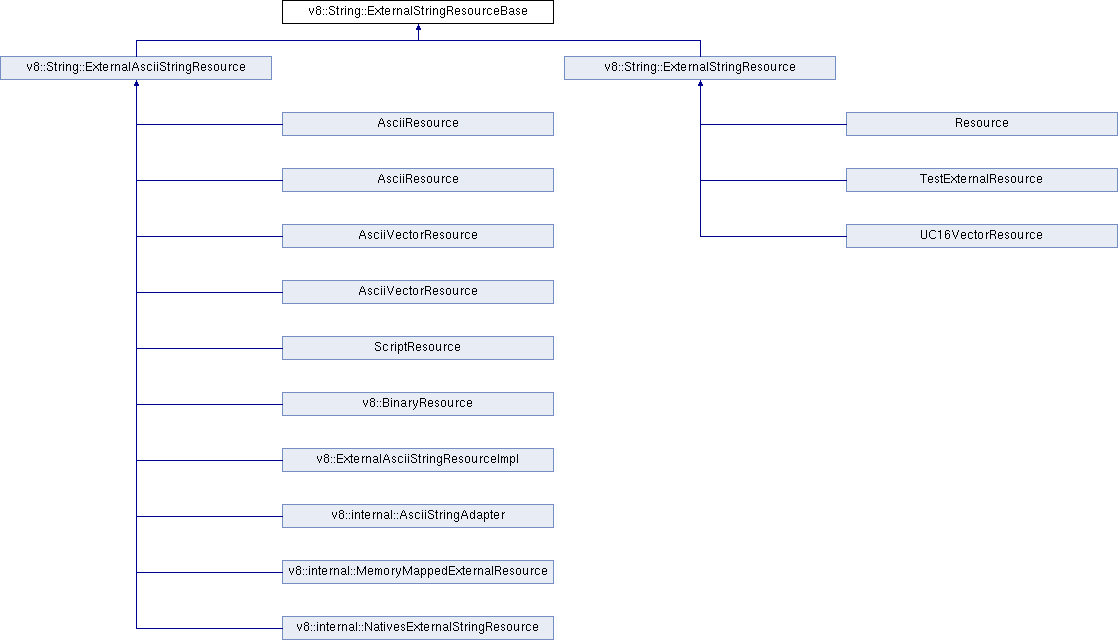 v8::String::ExternalStringResourceBase
v8::String::ExternalAsciiStringResource
v8::String::ExternalStringResource
AsciiResource
Resource
AsciiResource
TestExternalResource
AsciiVectorResource
UC16VectorResource
AsciiVectorResource
ScriptResource
v8::BinaryResource
v8::ExternalAsciiStringResourceImpl
v8::internal::AsciiStringAdapter
v8::internal::MemoryMappedExternalResource
v8::internal::NativesExternalStringResource